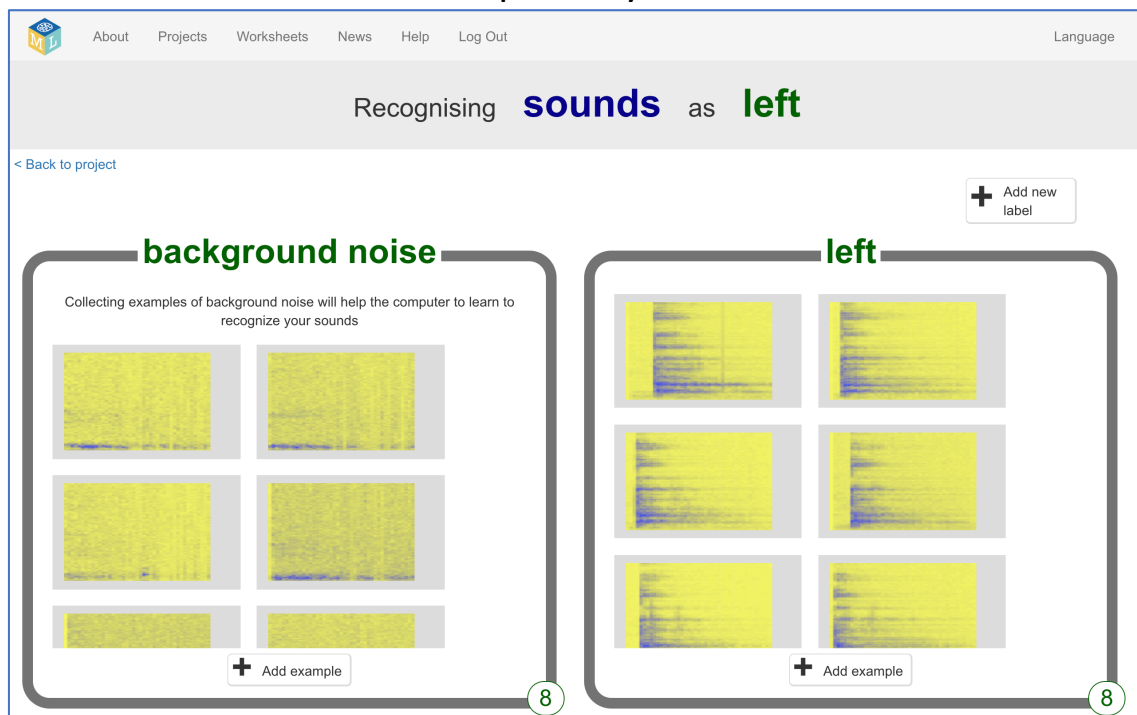 About Projects Worksheets News Help Log Out Language
Recognising sounds as left
< Back to project
Add new
label
background noise
Collecting examples of background noise will help the computer to learn to
recognize your sounds
Add example
8
left
Add example
8